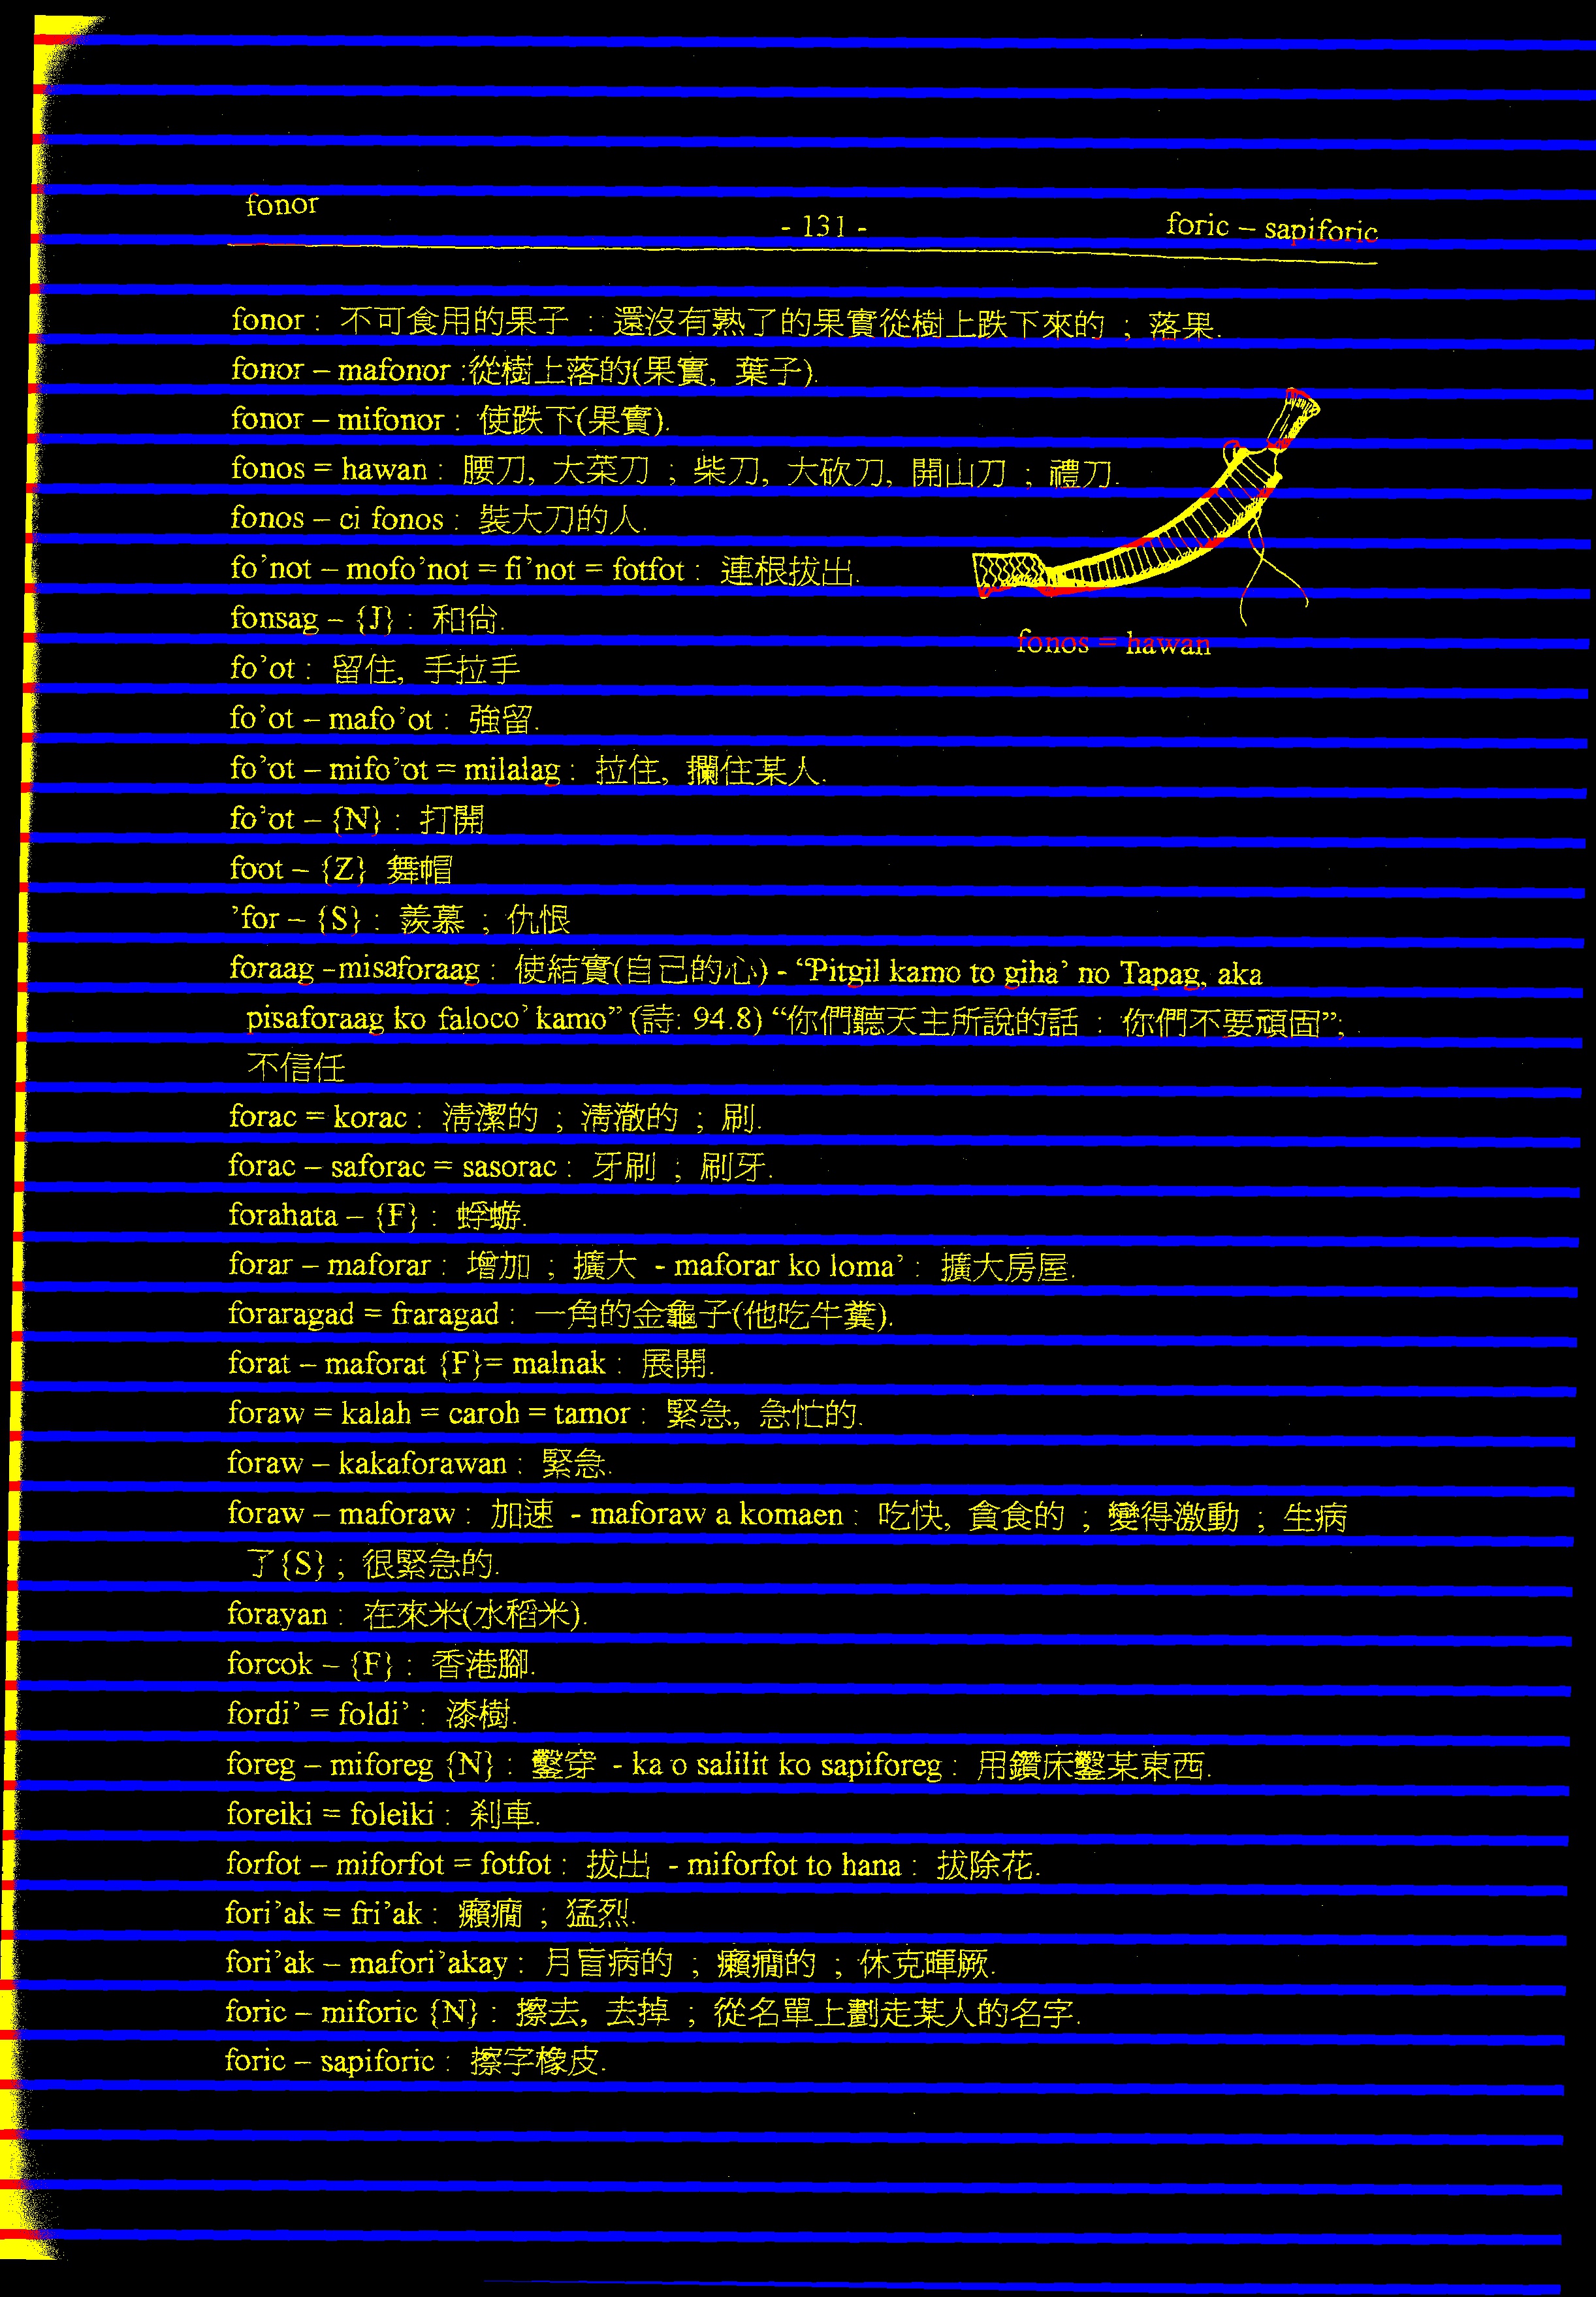 fonor - 131 - foric – sapiforic
fonor : 不可食用的果子 : 還沒有熟了的果實從樹上跌下來的 ; 落果.
fonor – mafonor :從樹上落的(果實, 葉子).
fonor – mifonor : 使跌下(果實).
fonos = hawan : 腰刀, 大菜刀 ; 柴刀, 大砍刀, 開山刀 ; 禮刀.
fonos – ci fonos : 裝大刀的人.
fo’not – mofo’not = fi’not = fotfot : 連根拔出.
fonsag – {J} : 和尙.
fonos = hawan
fo’ot : 留住, 手拉手
fo’ot – mafo’ot : 強留.
fo’ot – mifo’ot = milalag : 拉住, 攔住某人.
fo’ot – {N} : 打開
foot – {Z} 舞帽
’for – {S} : 羨慕 ; 仇恨
foraag -misaforaag : 使結實(自己的心) - “Pitgil kamo to giha’ no Tapag, aka
pisaforaag ko faloco’ kamo” (詩: 94.8) “你們聽天主所說的話 : 你們不要頑固”;
不信任
forac = korac : 清潔的 ; 清澈的 ; 刷.
forac – saforac = sasorac : 牙刷 ; 刷牙.
forahata – {F} : 蜉蝣.
forar – maforar : 增加 ; 擴大 - maforar ko loma’ : 擴大房屋.
foraragad = fraragad : 一角的金龜子(他吃牛糞).
forat – maforat {F}= malnak : 展開.
foraw = kalah = caroh = tamor : 緊急, 急忙的.
foraw – kakaforawan : 緊急.
foraw – maforaw : 加速 - maforaw a komaen : 吃快, 貪食的 ; 變得激動 ; 生病
了{S} ; 很緊急的.
forayan : 在來米(水稻米).
forcok – {F} : 香港腳.
fordi’ = foldi’ : 漆樹.
foreg – miforeg {N} : 鑿穿 - ka o salilit ko sapiforeg : 用鑽床鑿某東西.
foreiki = foleiki : 刹車.
forfot – miforfot = fotfot : 拔出 - miforfot to hana : 拔除花.
fori’ak = fri’ak : 癲癇 ; 猛烈.
fori’ak – mafori’akay : 月盲病的 ; 癲癇的 ; 休克暉厥.
foric – miforic {N} : 擦去, 去掉 ; 從名單上劃走某人的名字.
foric – sapiforic : 擦字橡皮.